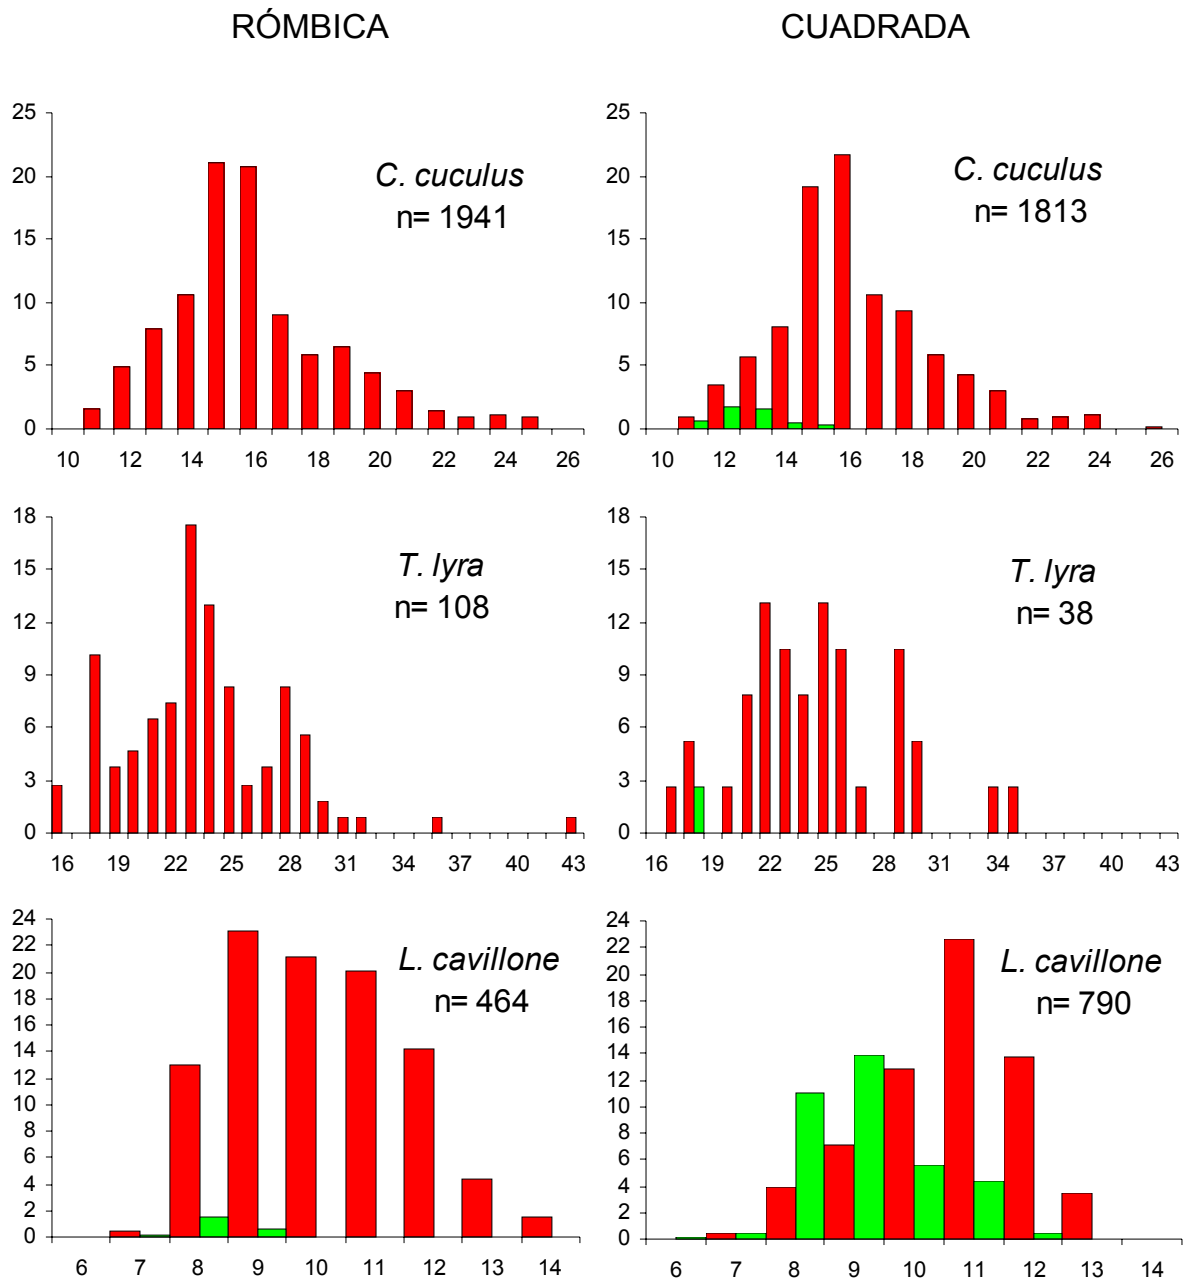 RÓMBICA
CUADRADA
25
20
15
10
5
0
10 12 14 16 18 20 22 24 26
C. cuculus
n= 1941
25
20
15
10
5
0
10 12 14 16 18 20 22 24 26
C. cuculus
n= 1813
18
15
12
9
6
3
0
16 19 22 25 28 31 34 37 40 43
T. lyra
n= 108
18
15
12
9
6
3
0
16 19 22 25 28 31 34 37 40 43
T. lyra
n= 38
24
22
20
18
16
14
12
10
8
6
4
2
0
6 7 8 9 10 11 12 13 14
L. cavillone
n= 464
24
22
20
18
16
14
12
10
8
6
4
2
0
6 7 8 9 10 11 12 13 14
L. cavillone
n= 790